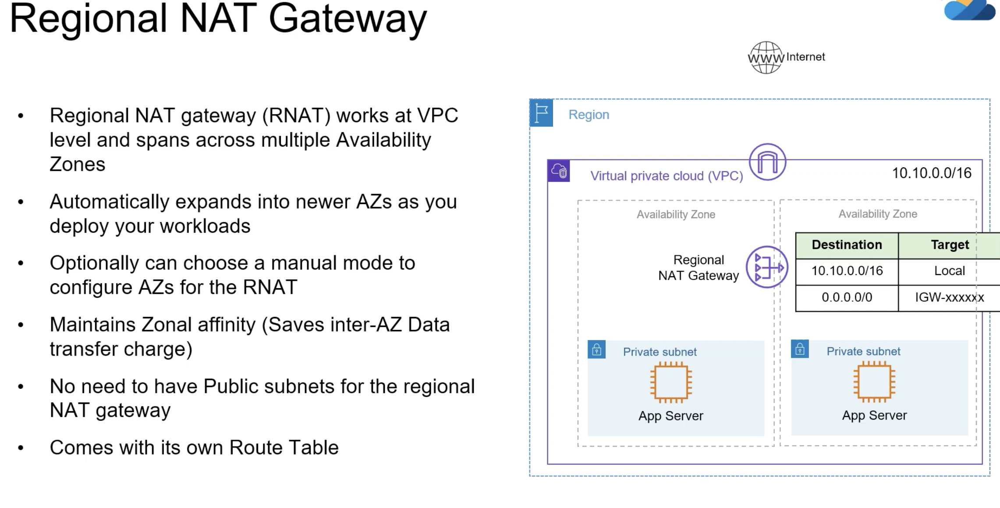 Regional NAT Gateway
WWW Internet
• Regional NAT gateway (RNAT) works at VPC
level and spans across multiple Availability
Zones
• Automatically expands into newer AZs as you
deploy your workloads
• Optionally can choose a manual mode to
configure AZs for the RNAT
• Maintains Zonal affinity (Saves inter-AZ Data
transfer charge)
• No need to have Public subnets for the regional
NAT gateway
• Comes with its own Route Table
Region
Virtual private cloud (VPC)
10.10.0.0/16
Availability Zone
Availability Zone
Regional
NAT Gateway
Destination Target
10.10.0.0/16 Local
0.0.0.0/0 IGW-xxxxxx
Private subnet
App Server
Private subnet
App Server